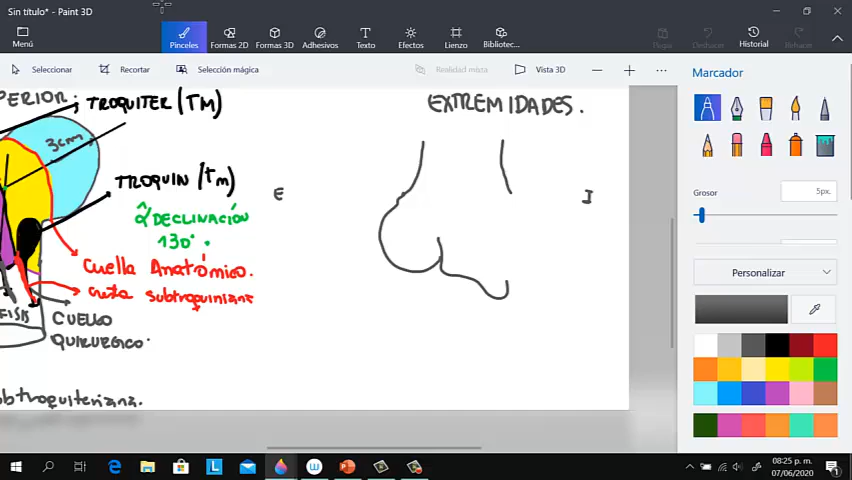 Sin título* - Paint 3D
Menú
Pinceles
Formas 2D
Formas 3D
Adhesivos
Texto
Efectos
Lienzo
Bibliotec...
Pegar
Deshacer
Historial
Rehacer
Seleccionar
Recortar
Selección mágica
Realidad mixta
Vista 3D
Marcador
Grosor
5px.
Personalizar
PERIOR:
TROQUITER (TM)
3cm
TROQUIN (tm)
α̂ DECLINACIÓN
130°.
Cuello Anatómico.
cresta subtroquiniana
FISIS
CUELLO
QUIRURGICO.
ubtroquiteriana.
EXTREMIDADES.
E
I
08:25 p. m.
07/06/2020